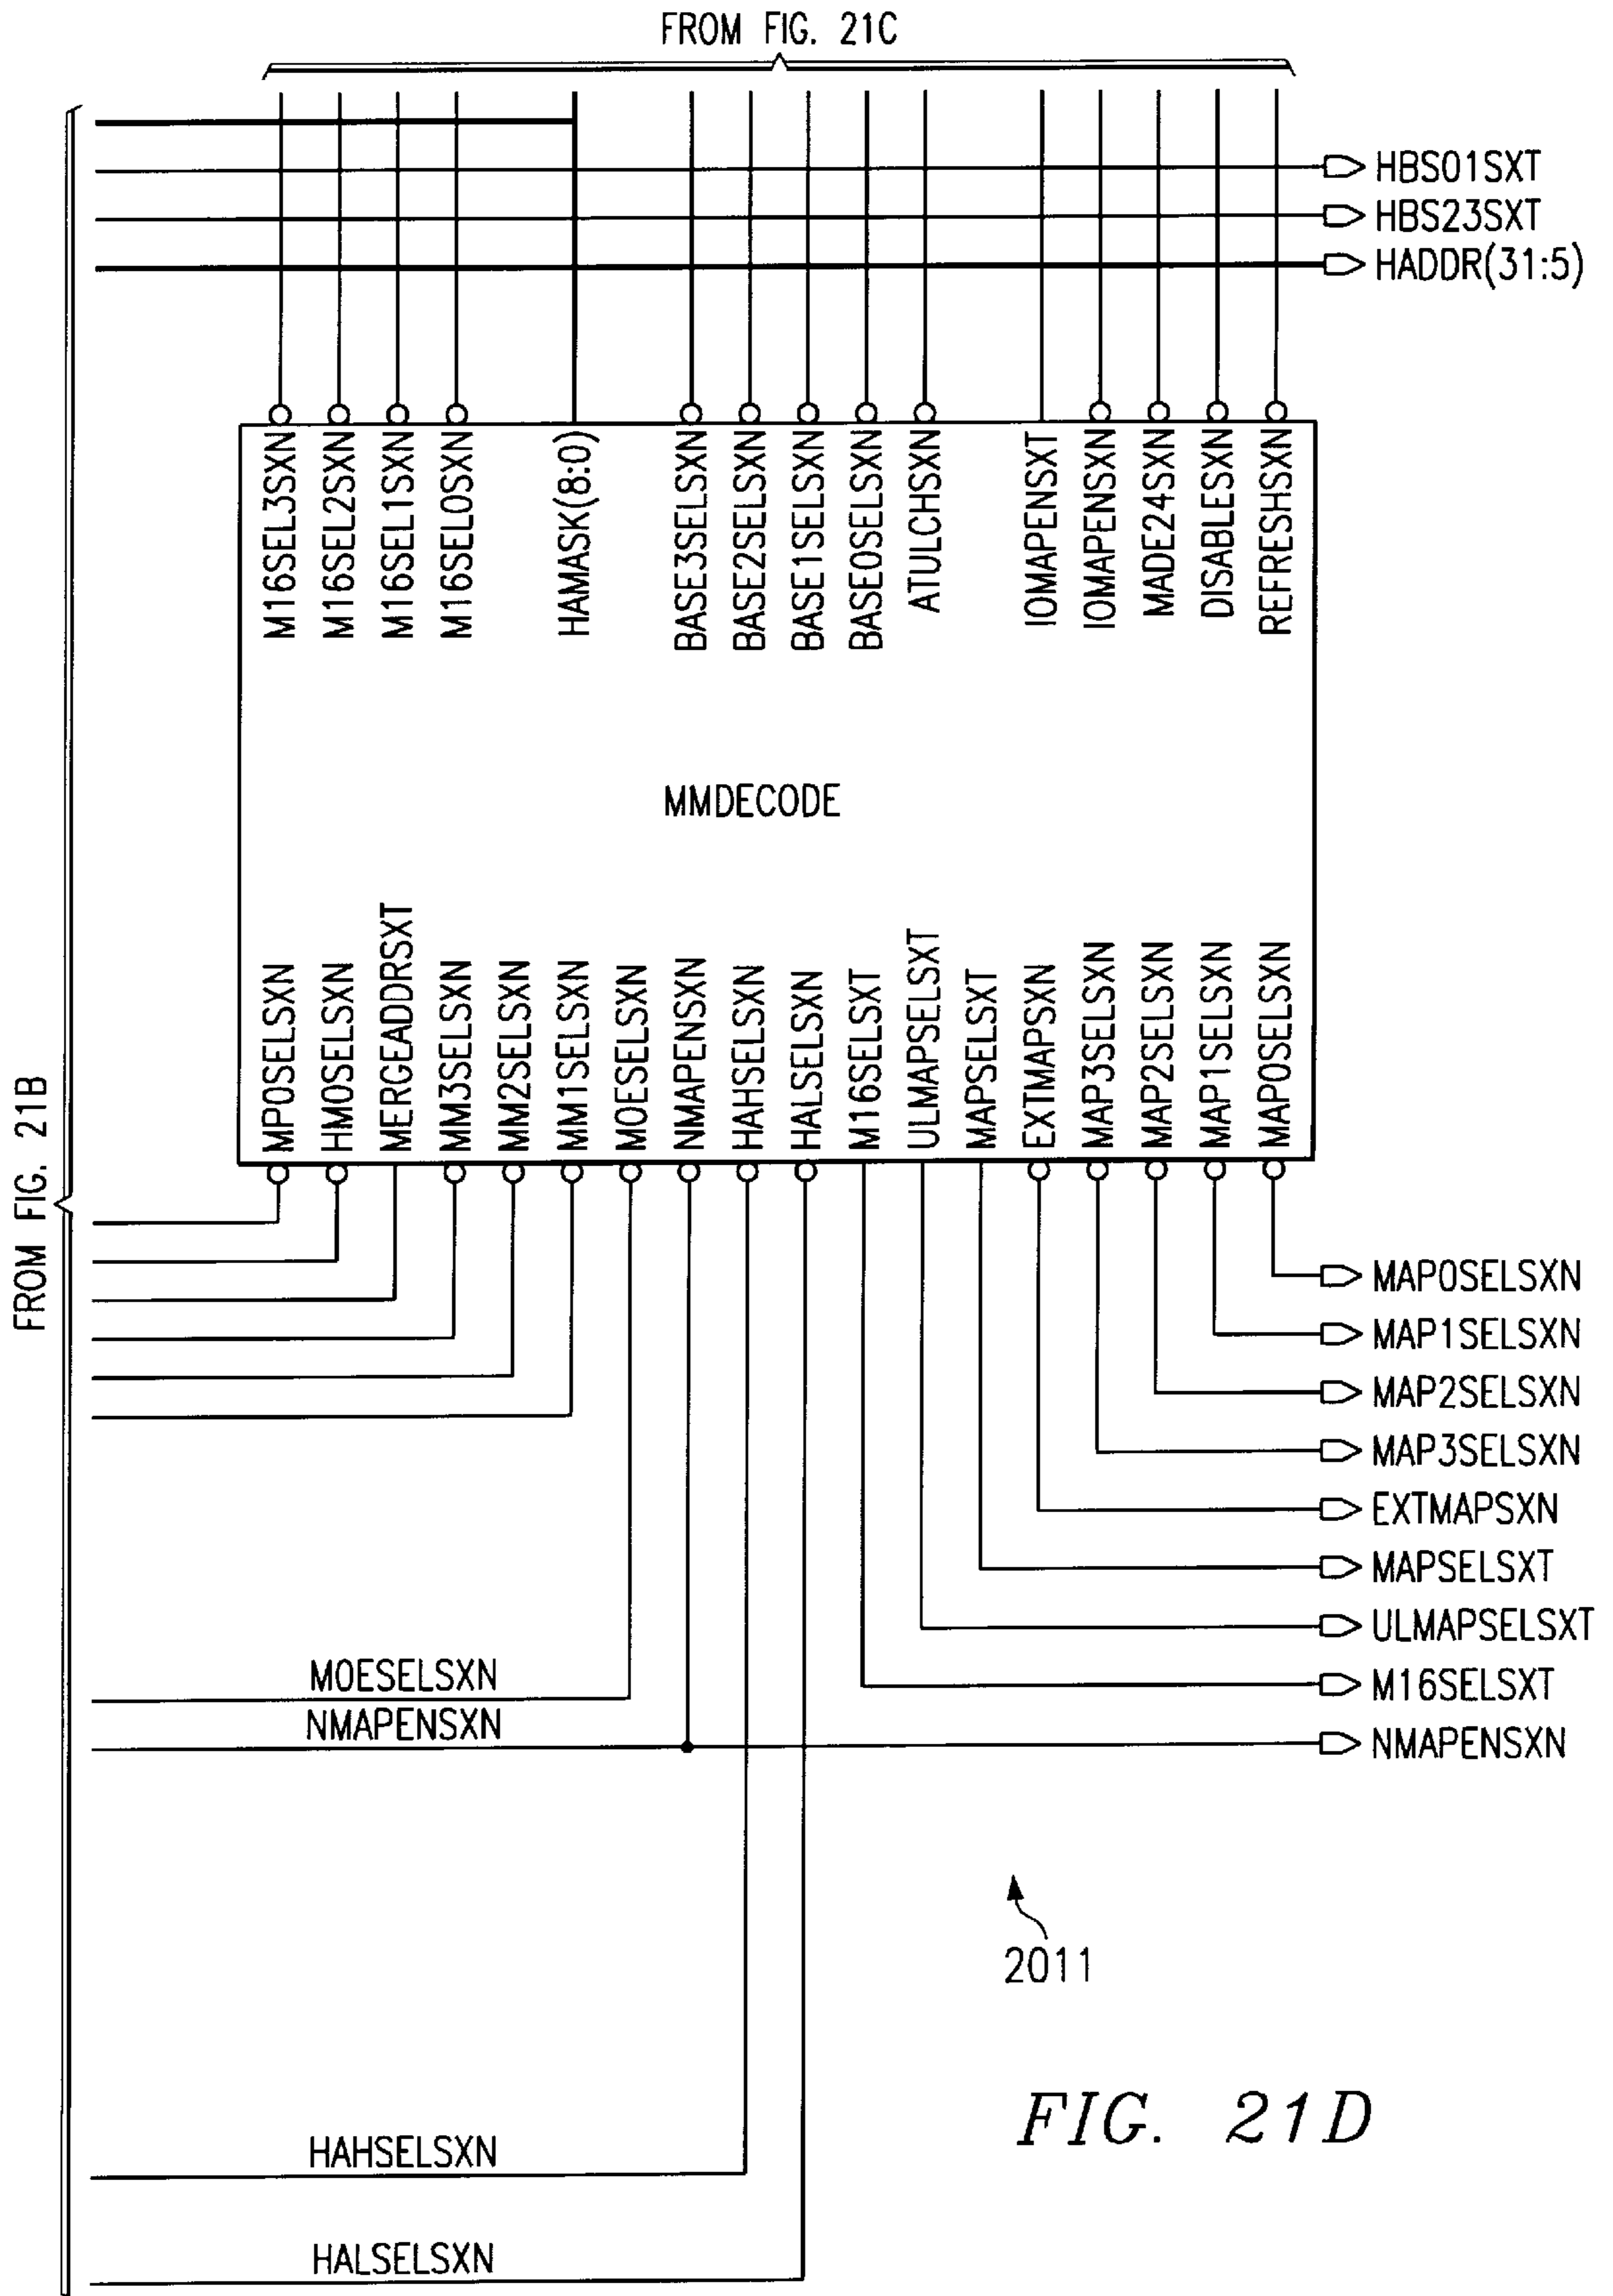 FROM FIG. 21C
HBS01SXT
HBS23SXT
HADDR(31:5)
M16SEL3SXN
M16SEL2SXN
M16SEL1SXN
M16SEL0SXN
HAMASK(8:0)
BASE3SELSXN
BASE2SELSXN
BASE1SELSXN
BASE0SELSXN
ATULCHSXN
IOMAPENSXT
IOMAPENSXN
MADE24SXN
DISABLESXN
REFRESHSXN
MMDECODE
MP0SELSXN
HM0SELSXN
MERGEADDRSXT
MM3SELSXN
MM2SELSXN
MM1SELSXN
MOESELSXN
NMAPENSXN
HAHSELSXN
HALSELSXN
M16SELSXT
ULMAPSELSXT
MAPSELSXT
EXTMAPSXN
MAP3SELSXN
MAP2SELSXN
MAP1SELSXN
MAP0SELSXN
FROM FIG. 21B
MAP0SELSXN
MAP1SELSXN
MAP2SELSXN
MAP3SELSXN
EXTMAPSXN
MAPSELSXT
ULMAPSELSXT
MOESELSXN
M16SELSXT
NMAPENSXN
NMAPENSXN
2011
FIG. 21D
HAHSELSXN
HALSELSXN